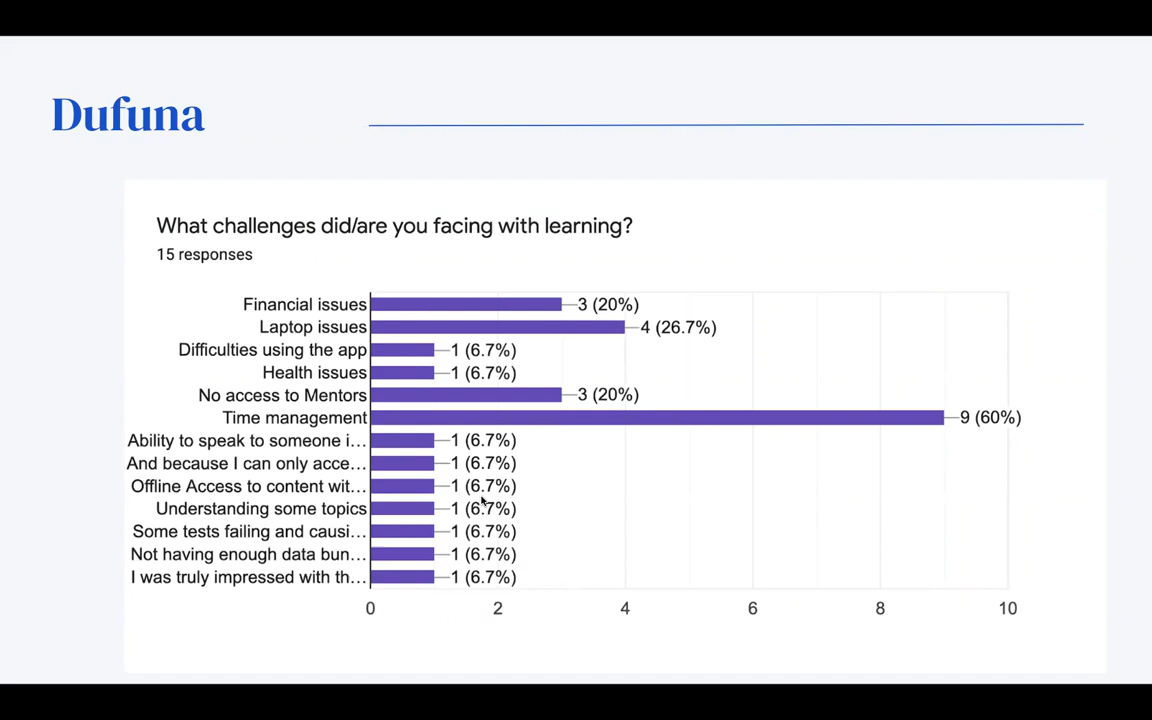 Dufuna
What challenges did/are you facing with learning?
15 responses
Financial issues 3 (20%)
Laptop issues 4 (26.7%)
Difficulties using the app 1 (6.7%)
Health issues 1 (6.7%)
No access to Mentors 3 (20%)
Time management 9 (60%)
Ability to speak to someone i… 1 (6.7%)
And because I can only acce… 1 (6.7%)
Offline Access to content wit… 1 (6.7%)
Understanding some topics 1 (6.7%)
Some tests failing and causi… 1 (6.7%)
Not having enough data bun… 1 (6.7%)
I was truly impressed with th… 1 (6.7%)
0 2 4 6 8 10